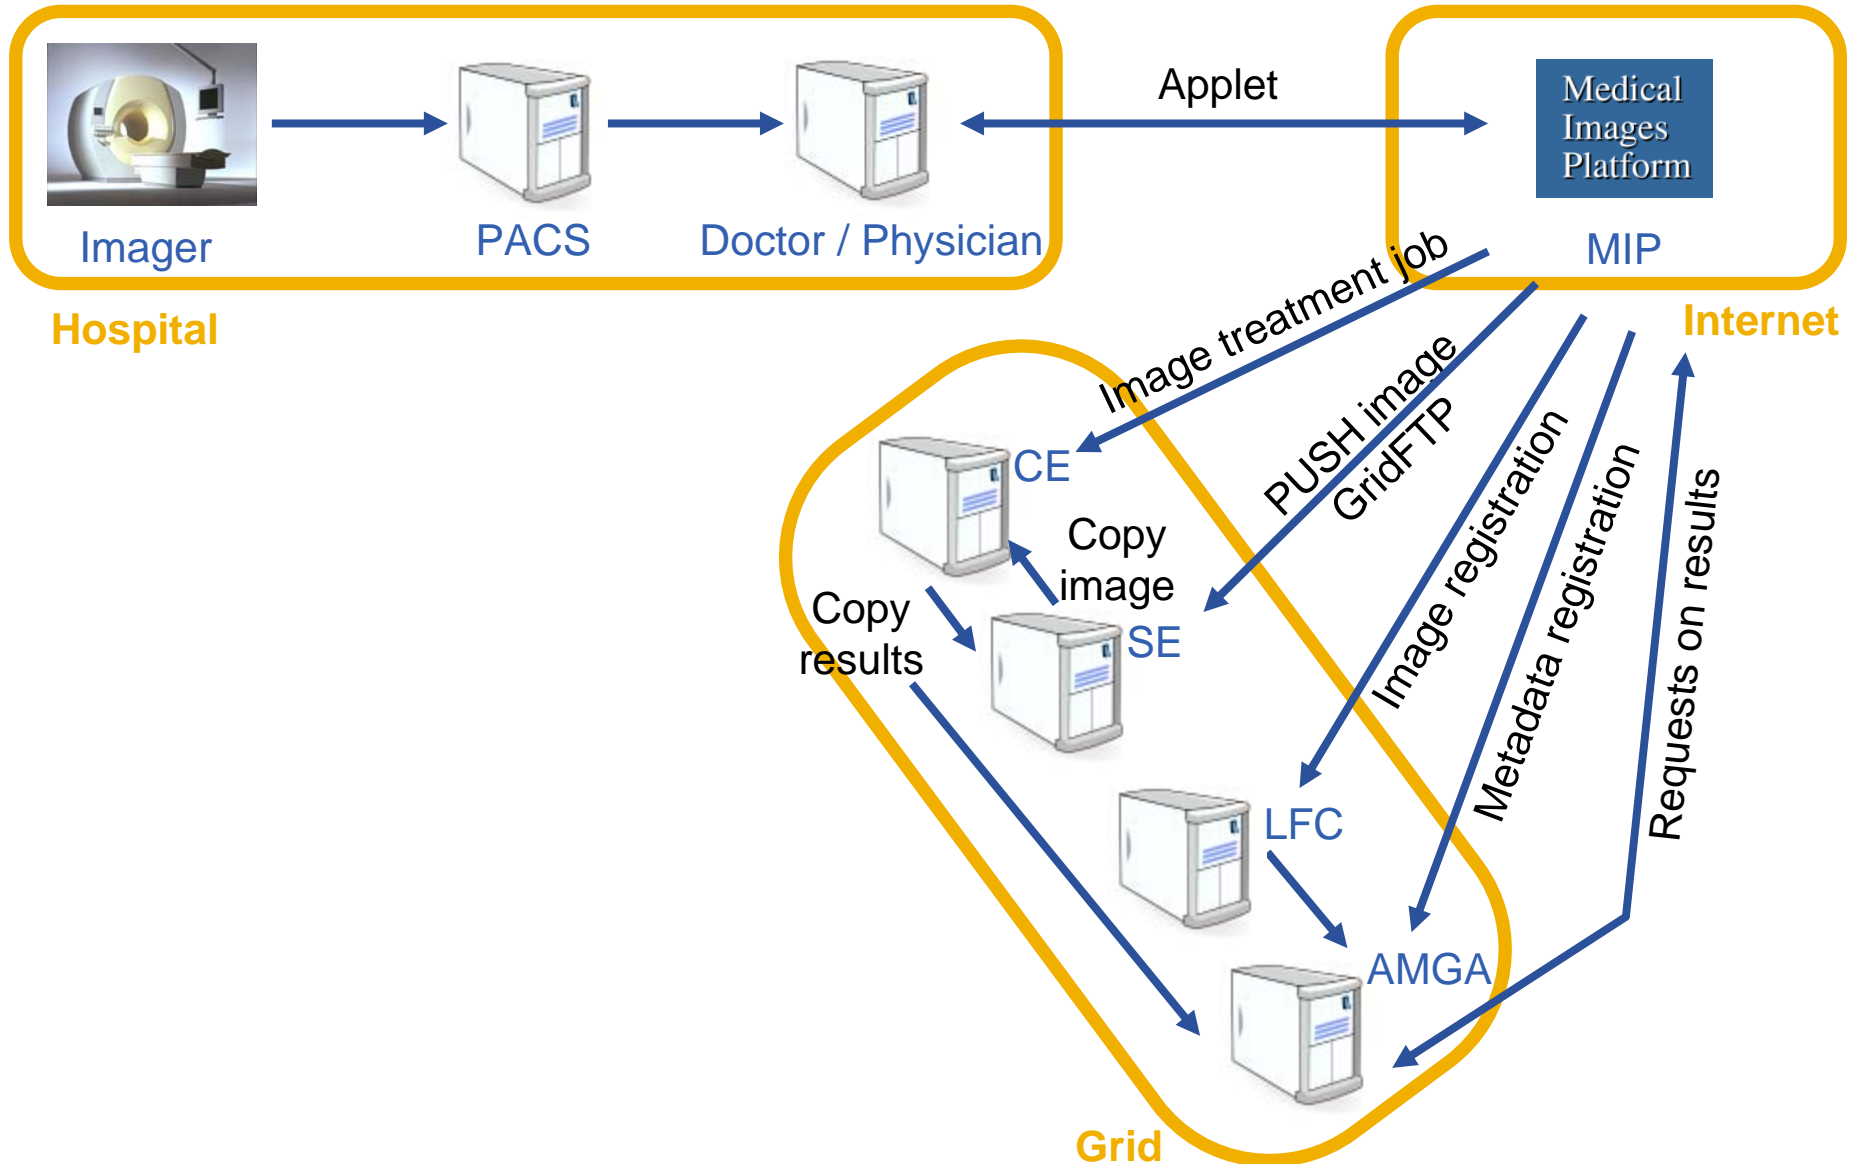 Applet
Medical
Images
Platform
Imager
PACS
Doctor / Physician
MIP
Hospital
Internet
Image treatment job
PUSH image
GridFTP
Image registration
Metadata registration
Requests on results
CE
Copy
image
Copy
results
SE
LFC
AMGA
Grid